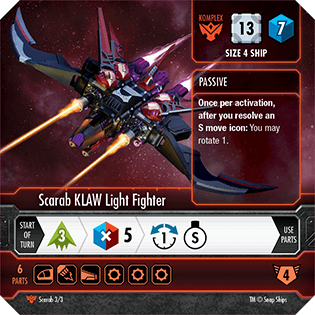 KOMPLEX
13
7
SIZE 4 SHIP
PASSIVE
Once per activation,
after you resolve an
S move icon: You may
rotate 1.
Scarab KLAW Light Fighter
START OF TURN
3
5
1
S
USE PARTS
6
PARTS
4
Scarab 3/3
TM © Snap Ships